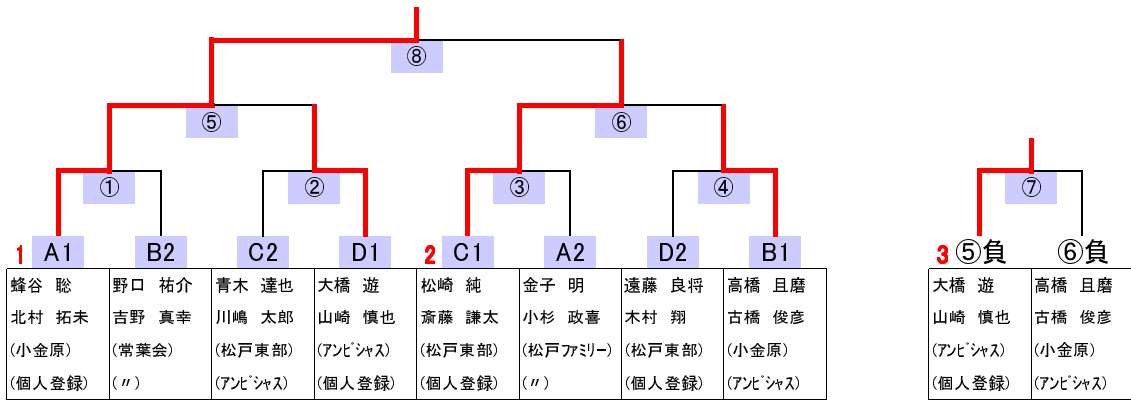 ⑧
⑤ ⑥
① ② ③ ④ ⑦
1 A1 B2 C2 D1 2 C1 A2 D2 B1 3 ⑤負 ⑥負
蜂谷 聡 野口 祐介 青木 達也 大橋 遊 松崎 純 金子 明 遠藤 良将 高橋 且磨 大橋 遊 高橋 且磨
北村 拓未 吉野 真幸 川嶋 太郎 山崎 慎也 斎藤 謙太 小杉 政喜 木村 翔 古橋 俊彦 山崎 慎也 古橋 俊彦
(小金原) (常葉会) (松戸東部) (アンビシャス) (松戸東部) (松戸ファミリー) (松戸東部) (小金原) (アンビシャス) (小金原)
(個人登録) (〃) (アンビシャス) (個人登録) (個人登録) (〃) (個人登録) (アンビシャス) (個人登録) (アンビシャス)